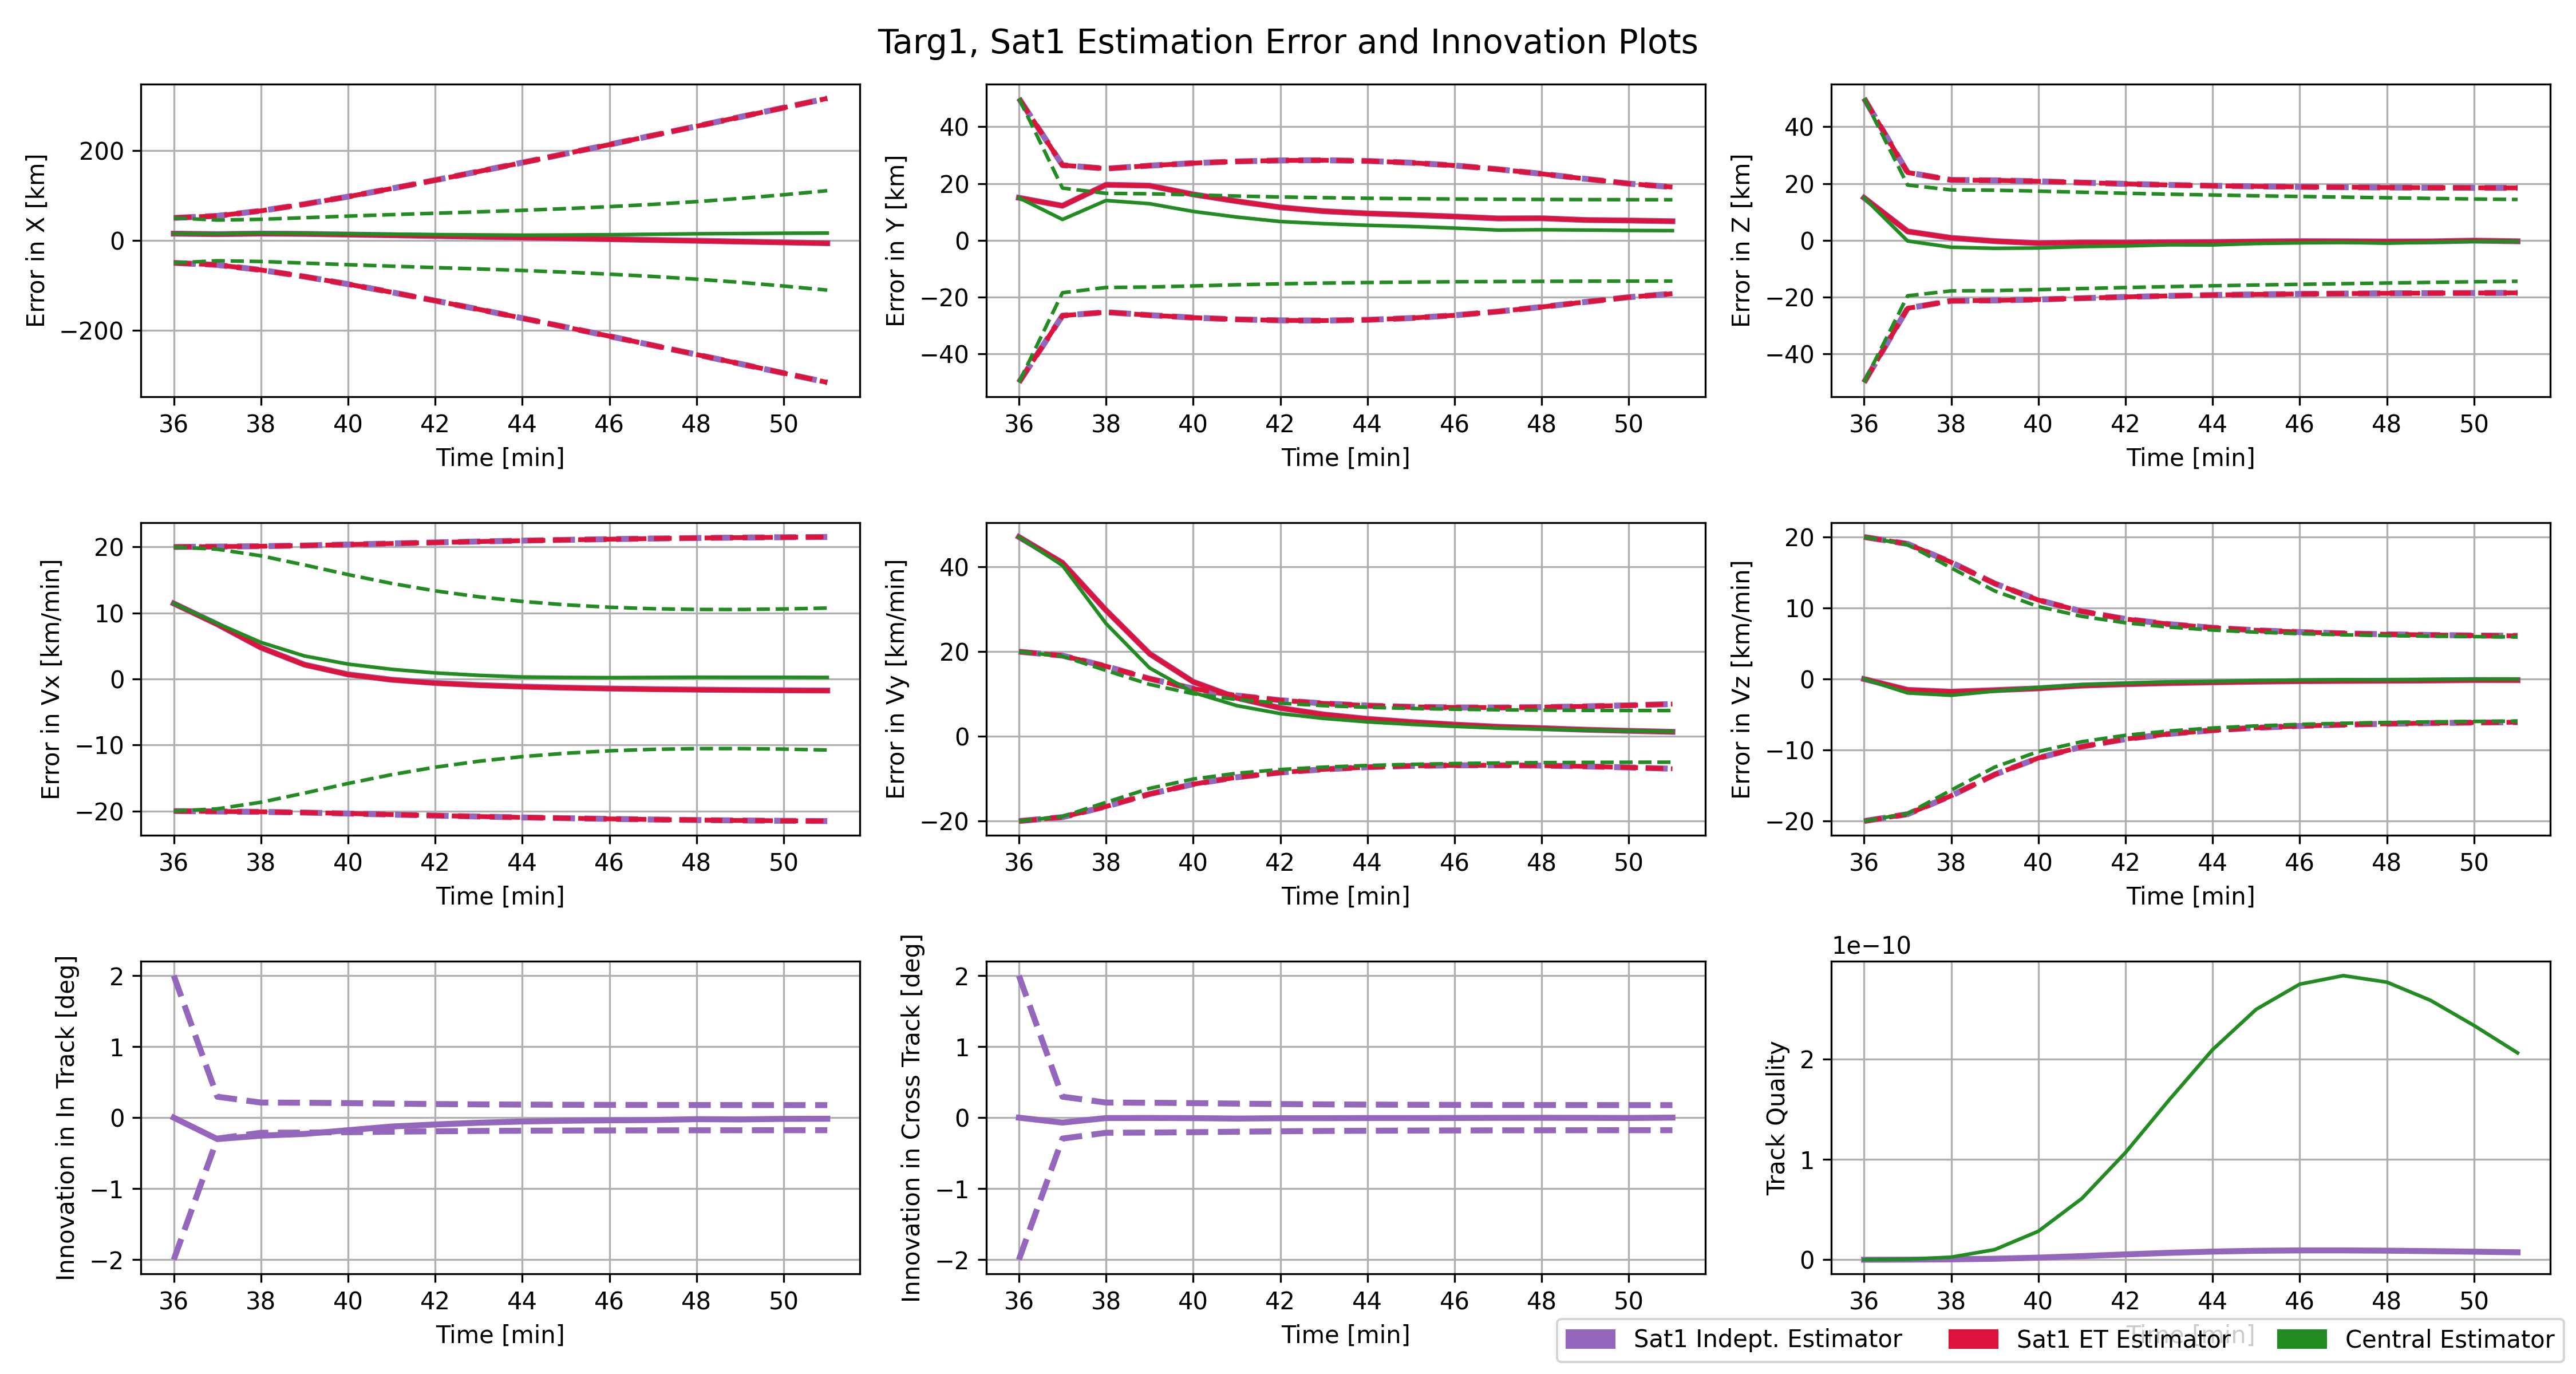 Targ1, Sat1 Estimation Error and Innovation Plots
Error in X [km]
200
0
−200
36 38 40 42 44 46 48 50
Time [min]
Error in Y [km]
40
20
0
−20
−40
36 38 40 42 44 46 48 50
Time [min]
Error in Z [km]
40
20
0
−20
−40
36 38 40 42 44 46 48 50
Time [min]
Error in Vx [km/min]
20
10
0
−10
−20
36 38 40 42 44 46 48 50
Time [min]
Error in Vy [km/min]
40
20
0
−20
36 38 40 42 44 46 48 50
Time [min]
Error in Vz [km/min]
20
10
0
−10
−20
36 38 40 42 44 46 48 50
Time [min]
Innovation in In Track [deg]
2
1
0
−1
−2
36 38 40 42 44 46 48 50
Time [min]
Innovation in Cross Track [deg]
2
1
0
−1
−2
36 38 40 42 44 46 48 50
Time [min]
1e−10
Track Quality
2
1
0
36 38 40 42 44 46 48 50
Time [min]
Sat1 Indept. Estimator
Sat1 ET Estimator
Central Estimator